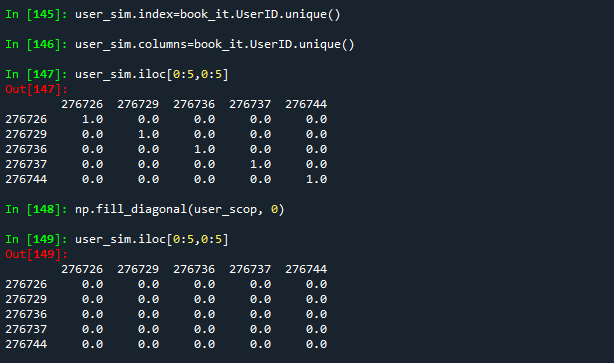 In [145]: user_sim.index=book_it.UserID.unique()
In [146]: user_sim.columns=book_it.UserID.unique()
In [147]: user_sim.iloc[0:5,0:5]
Out[147]:
276726 276729 276736 276737 276744
276726 1.0 0.0 0.0 0.0 0.0
276729 0.0 1.0 0.0 0.0 0.0
276736 0.0 0.0 1.0 0.0 0.0
276737 0.0 0.0 0.0 1.0 0.0
276744 0.0 0.0 0.0 0.0 1.0
In [148]: np.fill_diagonal(user_scop, 0)
In [149]: user_sim.iloc[0:5,0:5]
Out[149]:
276726 276729 276736 276737 276744
276726 0.0 0.0 0.0 0.0 0.0
276729 0.0 0.0 0.0 0.0 0.0
276736 0.0 0.0 0.0 0.0 0.0
276737 0.0 0.0 0.0 0.0 0.0
276744 0.0 0.0 0.0 0.0 0.0